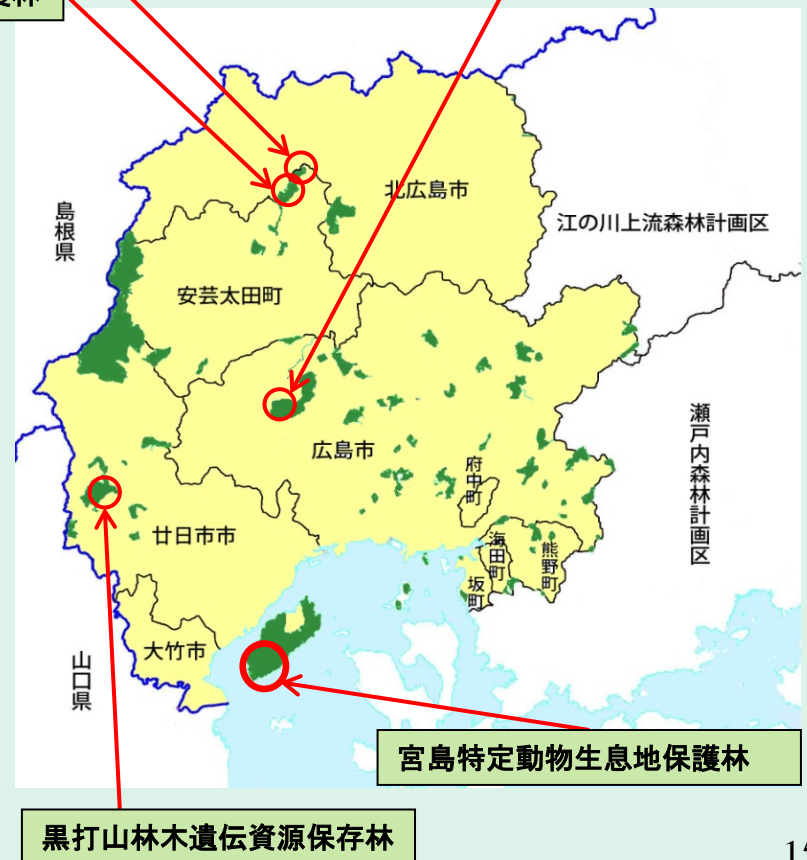 護林
北広島市
島根県
江の川上流森林計画区
安芸太田町
広島市
瀬戸内森林計画区
府中町
廿日市市
海田町
熊野町
坂町
大竹市
山口県
宮島特定動物生息地保護林
黒打山林木遺伝資源保存林